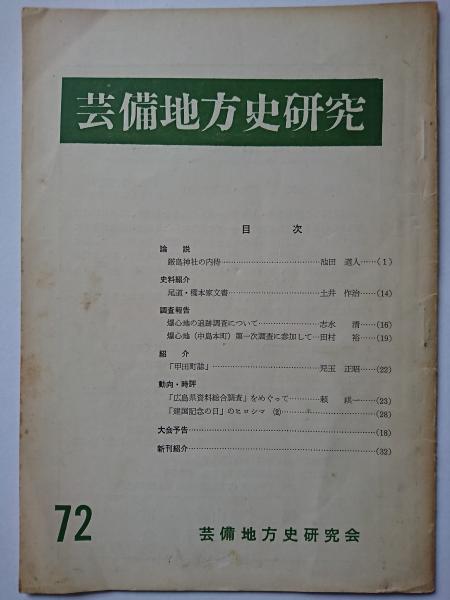 芸備地方史研究
目 次
論 説
厳島神社の内侍……………………………池田 道人……(1)
史料紹介
尾道・橋本家文書……………………………土井 作治……(14)
調査報告
爆心地の追跡調査について………………志水 清……(16)
爆心地(中島本町)第一次調査に参加して…田村 裕……(19)
紹 介
「甲田町誌」……………………………児玉 正昭……(22)
動向・時評
「広島県資料総合調査」をめぐって…………頼 祺一……(23)
「建国記念の日」のヒロシマ (2)……………………………(28)
大会予告……………………………………………………(18)
新刊紹介……………………………………………………(32)
72
芸備地方史研究会